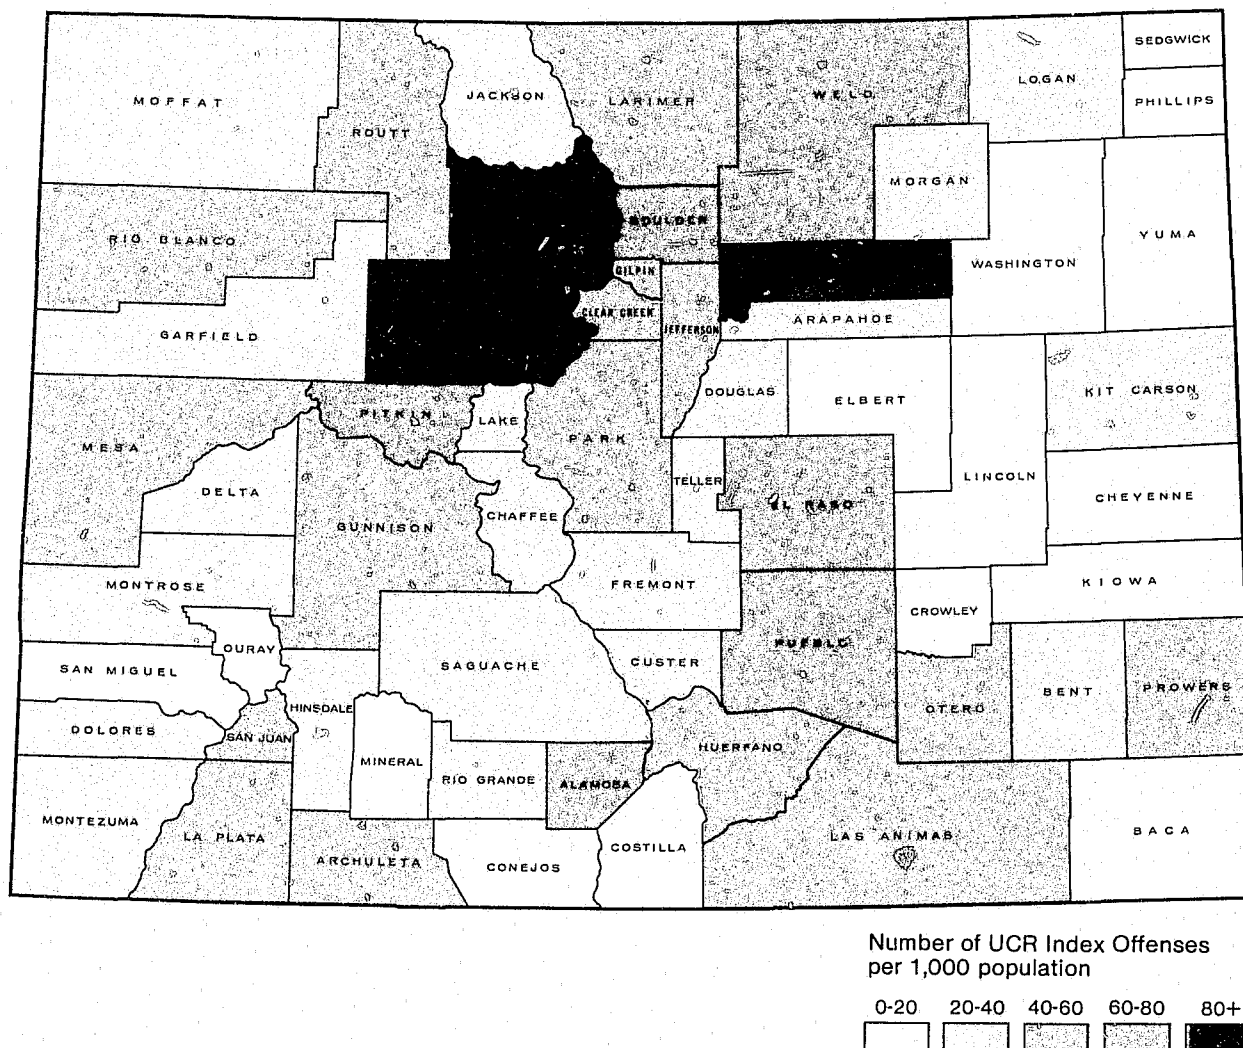 SEDGWICK
LOGAN
JACKSON
WELD
MOFFAT
LARIMER
PHILLIPS
ROUTT
MORGAN
BOULDER
YUMA
RIO BLANCO
WASHINGTON
GILPIN
CLEAR CREEK
ARAPAHOE
JEFFERSON
GARFIELD
DOUGLAS
KIT CARSON
ELBERT
PITKIN
LAKE
PARK
MESA
TELLER
LINCOLN
DELTA
CHEYENNE
EL PASO
CHAFFEE
GUNNISON
MONTROSE
FREMONT
KIOWA
CROWLEY
PUEBLO
OURAY
SAGUACHE
CUSTER
SAN MIGUEL
BENT
PROWERS
HINSDALE
OTERO
DOLORES
SAN JUAN
HUERFANO
MINERAL
RIO GRANDE
ALAMOSA
MONTEZUMA
LA PLATA
LAS ANIMAS
BACA
COSTILLA
ARCHULETA
CONEJOS
Number of UCR Index Offenses
per 1,000 population
0-20 20-40 40-60 60-80 80+